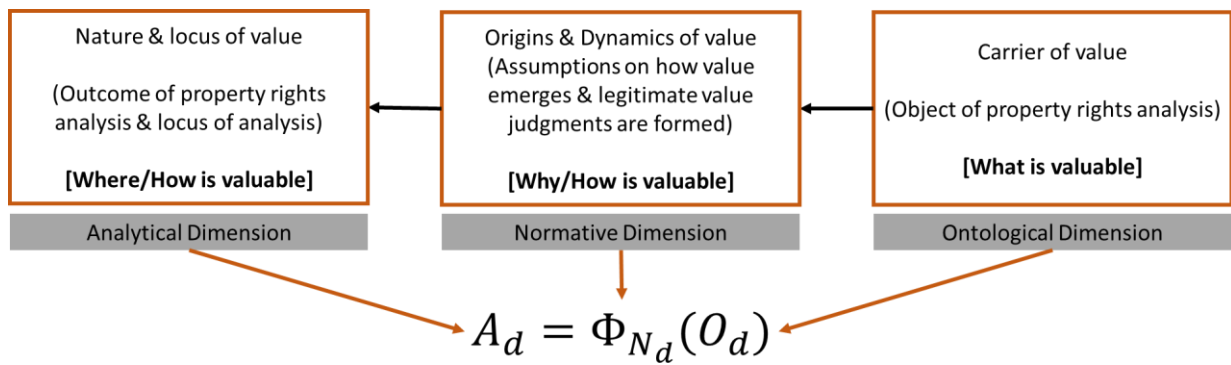 Nature & locus of value
(Outcome of property rights
analysis & locus of analysis)
[Where/How is valuable]
Analytical Dimension
Origins & Dynamics of value
(Assumptions on how value
emerges & legitimate value
judgments are formed)
[Why/How is valuable]
Normative Dimension
Carrier of value
(Object of property rights analysis)
[What is valuable]
Ontological Dimension
A_d = Φ_{N_d}(O_d)